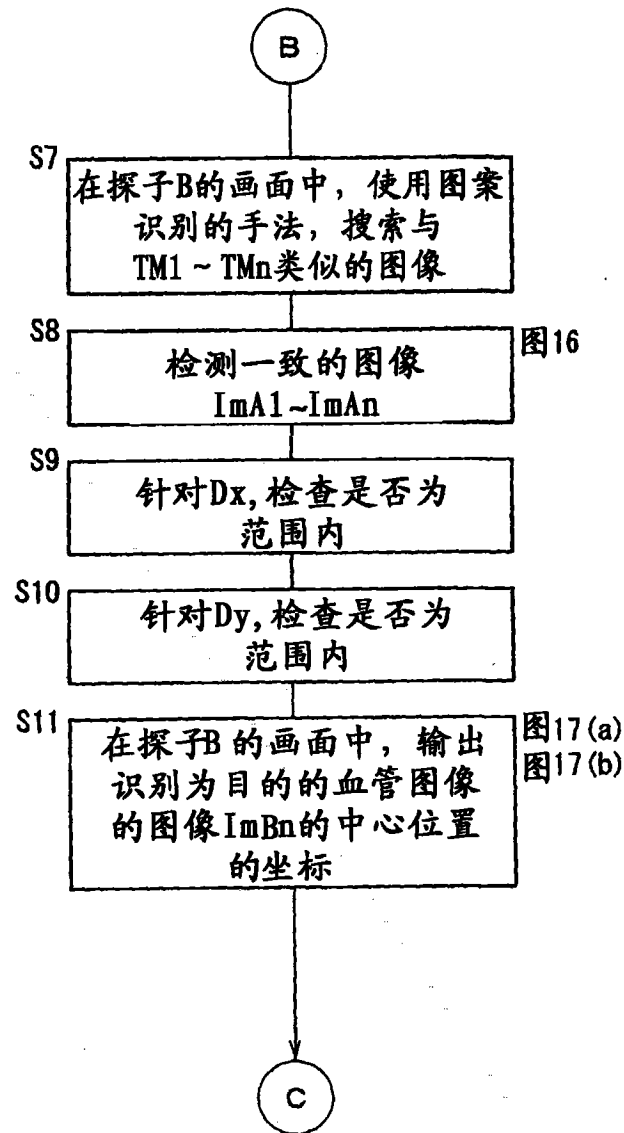 B
S7
在探子B的画面中，使用图案
识别的手法，搜索与
TM1~TMn类似的图像
S8
图16
检测一致的图像
ImA1~ImAn
S9
针对Dx,检查是否为
范围内
S10
针对Dy,检查是否为
范围内
S11
图17(a)
图17(b)
在探子B的画面中，输出
识别为目的的血管图像
的图像ImBn的中心位置
的坐标
C